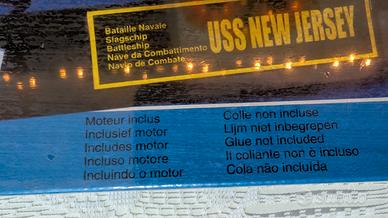 Bataille Navale
Slagschip
Battleship
Nave da Combattimento
Navio de Combate
USS NEW JERSEY
Moteur inclus
Inclusief motor
Includes motor
Incluso motore
Incluindo o motor
Colle non incluse
Lijm niet inbegrepen
Glue not included
Il collante non è incluso
Cola não incluída